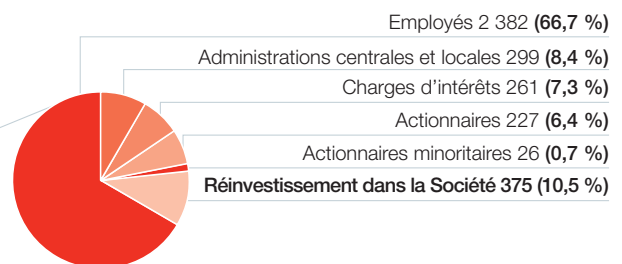 Employés 2 382 (66,7 %)
Administrations centrales et locales 299 (8,4 %)
Charges d’intérêts 261 (7,3 %)
Actionnaires 227 (6,4 %)
Actionnaires minoritaires 26 (0,7 %)
Réinvestissement dans la Société 375 (10,5 %)